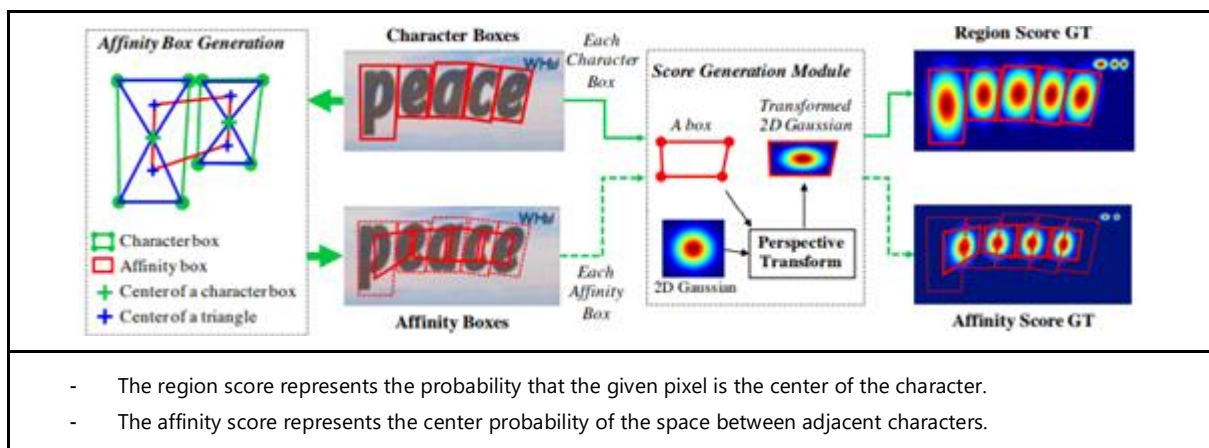 Affinity Box Generation
Character box
Affinity box
Center of a character box
Center of a triangle
Character Boxes
WHU
peace
WHU
peace
Affinity Boxes
Each
Character
Box
Each
Affinity
Box
Score Generation Module
A box
Transformed
2D Gaussian
2D Gaussian
Perspective
Transform
Region Score GT
Affinity Score GT
- The region score represents the probability that the given pixel is the center of the character.
- The affinity score represents the center probability of the space between adjacent characters.